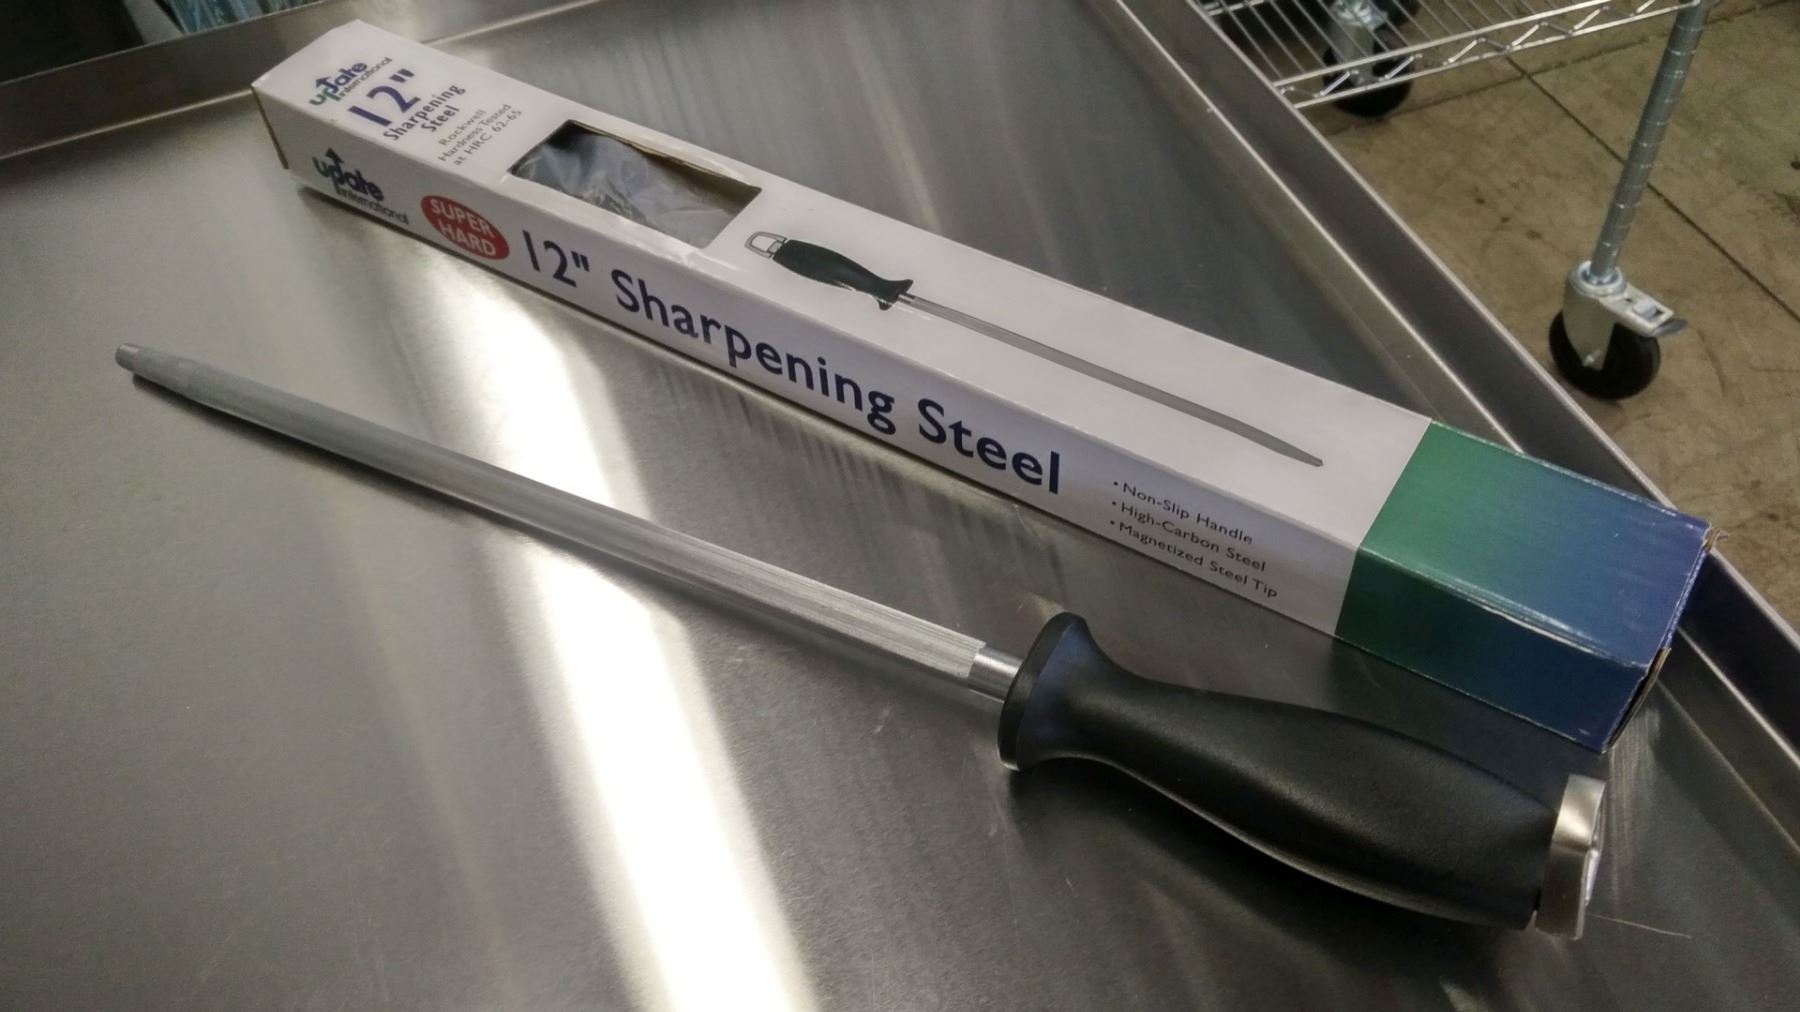 update
International
12"
Sharpening
Steel
Rockwell
Hardness Tested
at HRC 62-65
update
International
SUPER
HARD
12" Sharpening Steel
• Non-Slip Handle
• High-Carbon Steel
• Magnetized Steel Tip